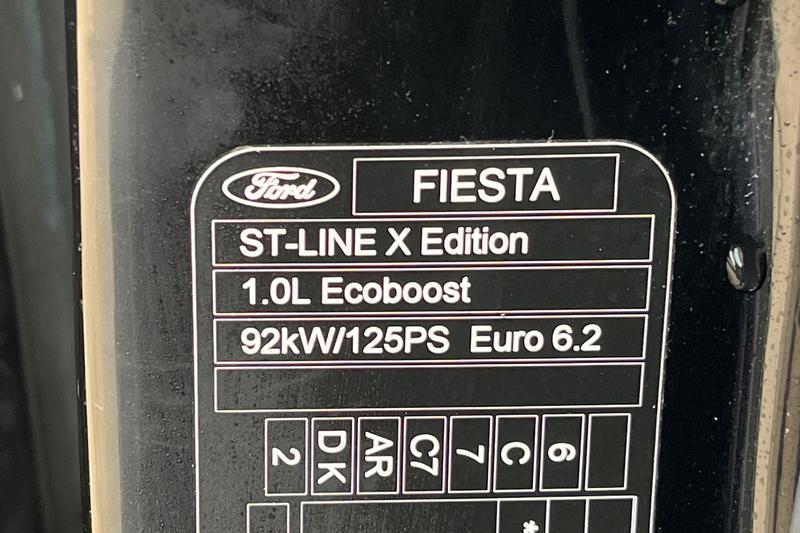 Ford FIESTA
ST-LINE X Edition
1.0L Ecoboost
92kW/125PS Euro 6.2
2 DK AR C7 7 C 6
*